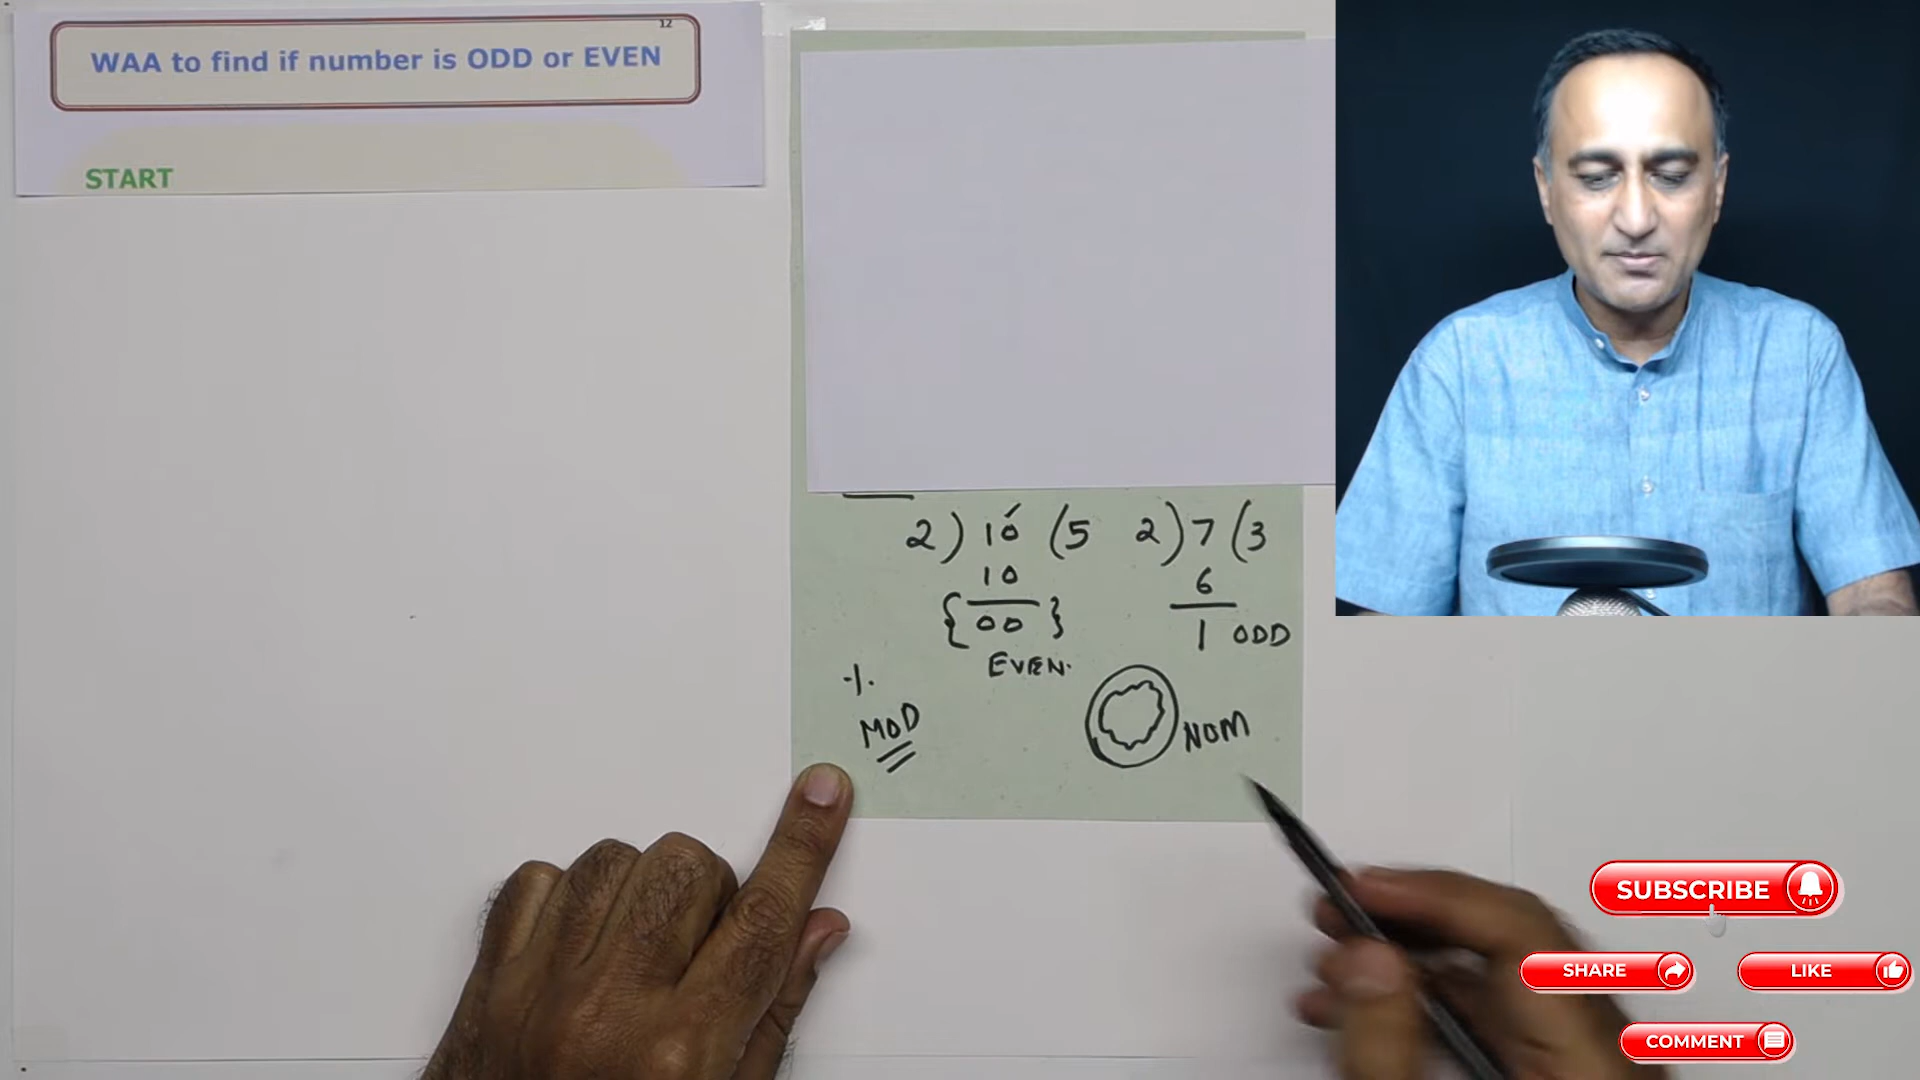 12
WAA to find if number is ODD or EVEN
START
2 ) 10 ( 5
10
{ 00 }
EVEN.
2 ) 7 ( 3
6
1 ODD
%
MOD
NOM
SUBSCRIBE
SHARE
LIKE
COMMENT